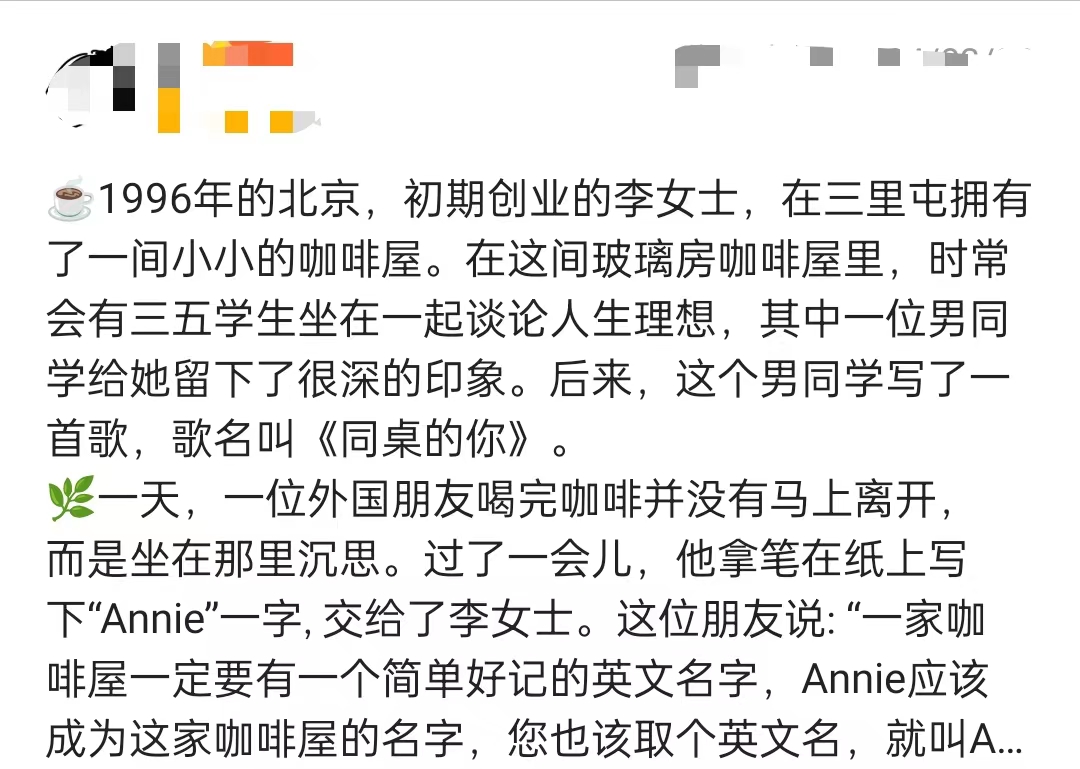 ☕1996年的北京，初期创业的李女士，在三里屯拥有
了一间小小的咖啡屋。在这间玻璃房咖啡屋里，时常
会有三五学生坐在一起谈论人生理想，其中一位男同
学给她留下了很深的印象。后来，这个男同学写了一
首歌，歌名叫《同桌的你》。
🌿一天，一位外国朋友喝完咖啡并没有马上离开，
而是坐在那里沉思。过了一会儿，他拿笔在纸上写
下“Annie”一字, 交给了李女士。这位朋友说: “一家咖
啡屋一定要有一个简单好记的英文名字，Annie应该
成为这家咖啡屋的名字，您也该取个英文名，就叫A...